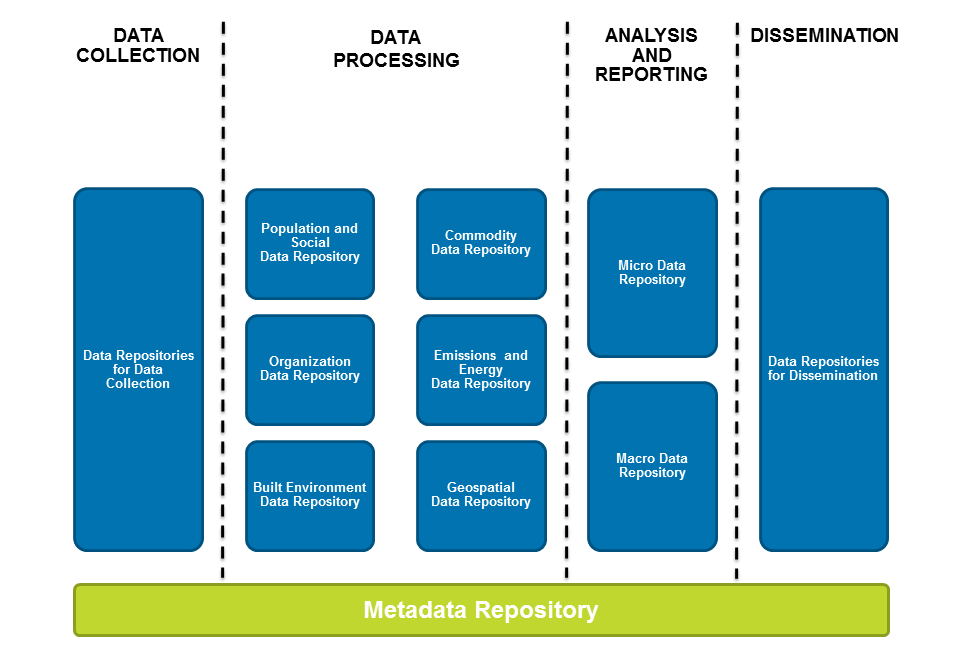 DATA
COLLECTION
DATA
PROCESSING
ANALYSIS
AND
REPORTING
DISSEMINATION
Data Repositories
for Data
Collection
Population and
Social
Data Repository
Commodity
Data Repository
Organization
Data Repository
Emissions and
Energy
Data Repository
Built Environment
Data Repository
Geospatial
Data Repository
Micro Data
Repository
Macro Data
Repository
Data Repositories
for Dissemination
Metadata Repository